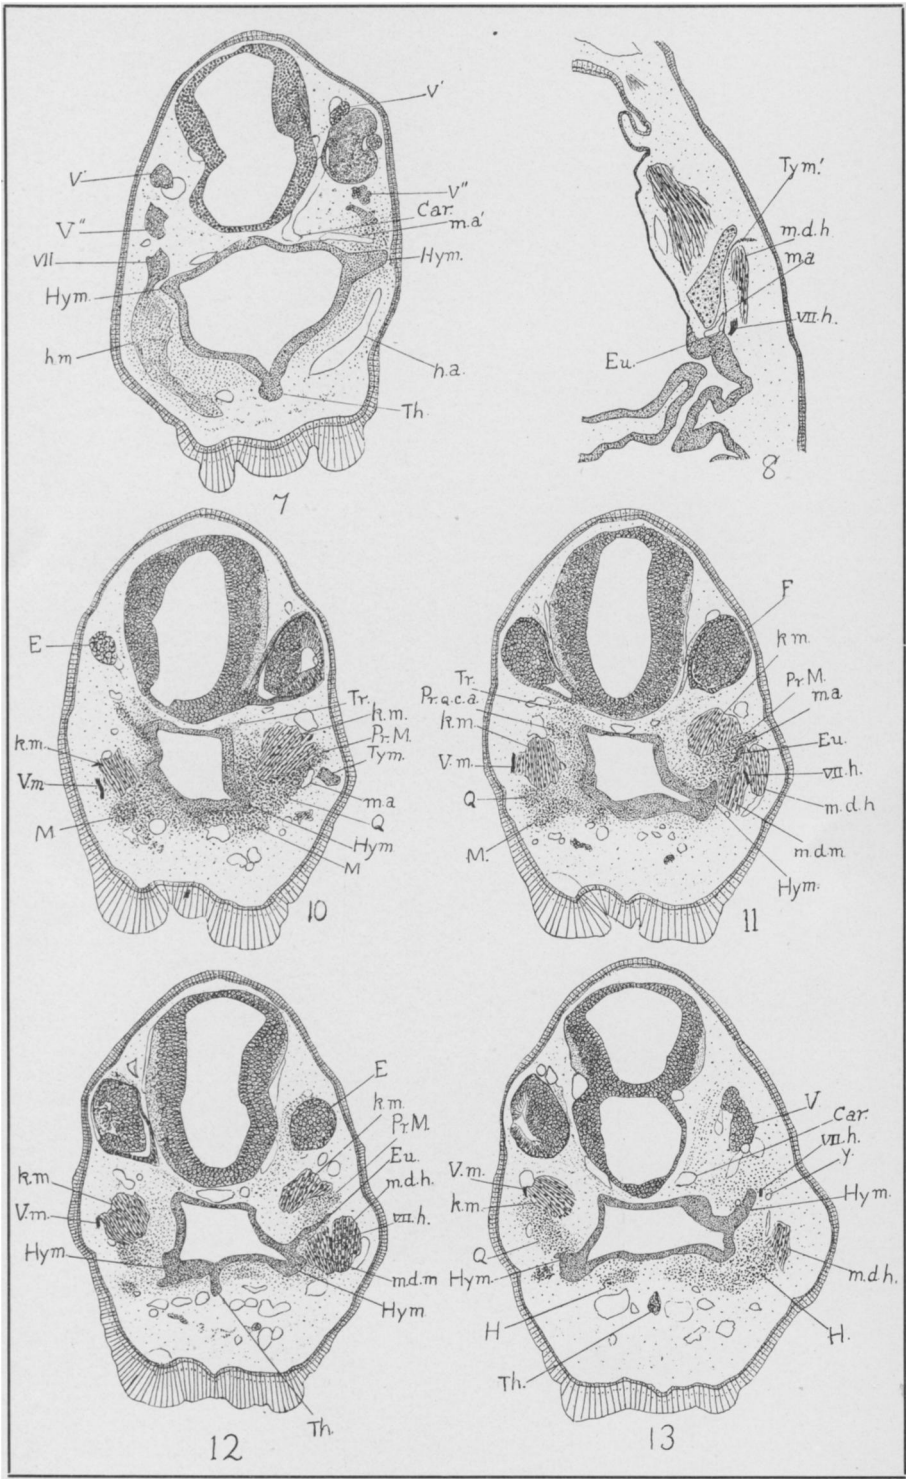 V'
V'
V"
V"
Car.
m.a'
VII
Hym.
Hym.
h.m
h.a.
Th.
7
Tym.'
m.d.h.
m.a
VII.h.
Eu.
8
E
Tr.
k.m.
Pr.M.
Tym.
k.m.
V.m
m.a
Q
M
Hym
M
10
F
k.m.
Tr.
Pr.Q.c.a.
Pr.M.
m.a
k.m
Eu.
V.m.
VII.h.
Q
m.d.h
M.
m.d.m
Hym.
11
E
k.m
Pr.M.
Eu.
k.m
m.d.h.
V.m.
VII.h.
Hym
m.d.m
Hym
Th.
12
V
Car.
VII.h.
V.m.
y.
k.m.
Hym.
Q
Hym.
m.d.h.
H
H.
Th.
13